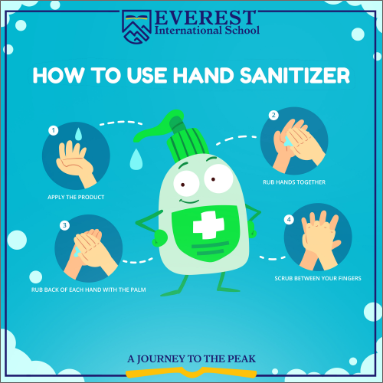 EVEREST
International School
HOW TO USE HAND SANITIZER
1
APPLY THE PRODUCT
2
RUB HANDS TOGETHER
3
RUB BACK OF EACH HAND WITH THE PALM
4
SCRUB BETWEEN YOUR FINGERS
A JOURNEY TO THE PEAK